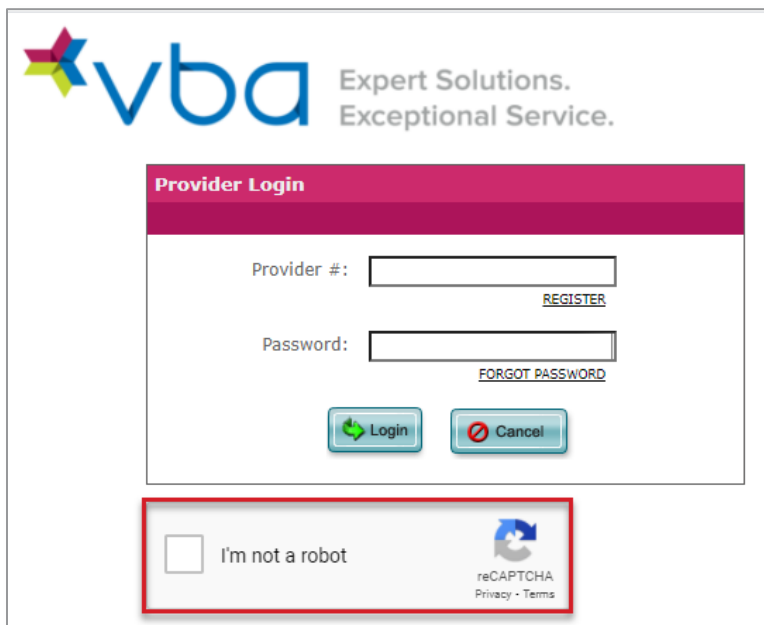 vba
Expert Solutions.
Exceptional Service.
Provider Login
Provider #:
REGISTER
Password:
FORGOT PASSWORD
Login Cancel
I'm not a robot
reCAPTCHA
Privacy - Terms